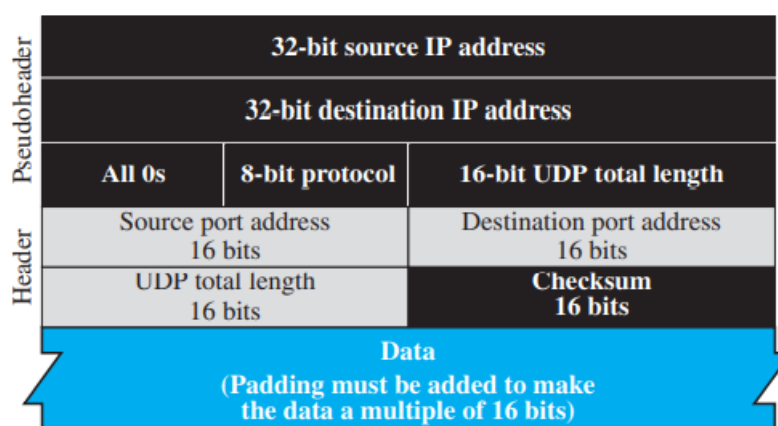 Pseudoheader
32-bit source IP address
32-bit destination IP address
All 0s 8-bit protocol 16-bit UDP total length
Header
Source port address Destination port address
16 bits 16 bits
UDP total length Checksum
16 bits 16 bits
Data
(Padding must be added to make
the data a multiple of 16 bits)